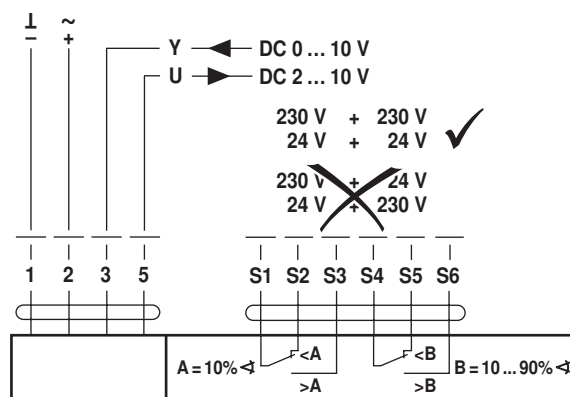 ⊥ ~
− +
Y DC 0 ... 10 V
U DC 2 ... 10 V
230 V + 230 V
24 V + 24 V
230 V + 24 V
24 V + 230 V
1 2 3 5 S1 S2 S3 S4 S5 S6
A = 10% ∢ <A <B B = 10 ... 90% ∢
>A >B